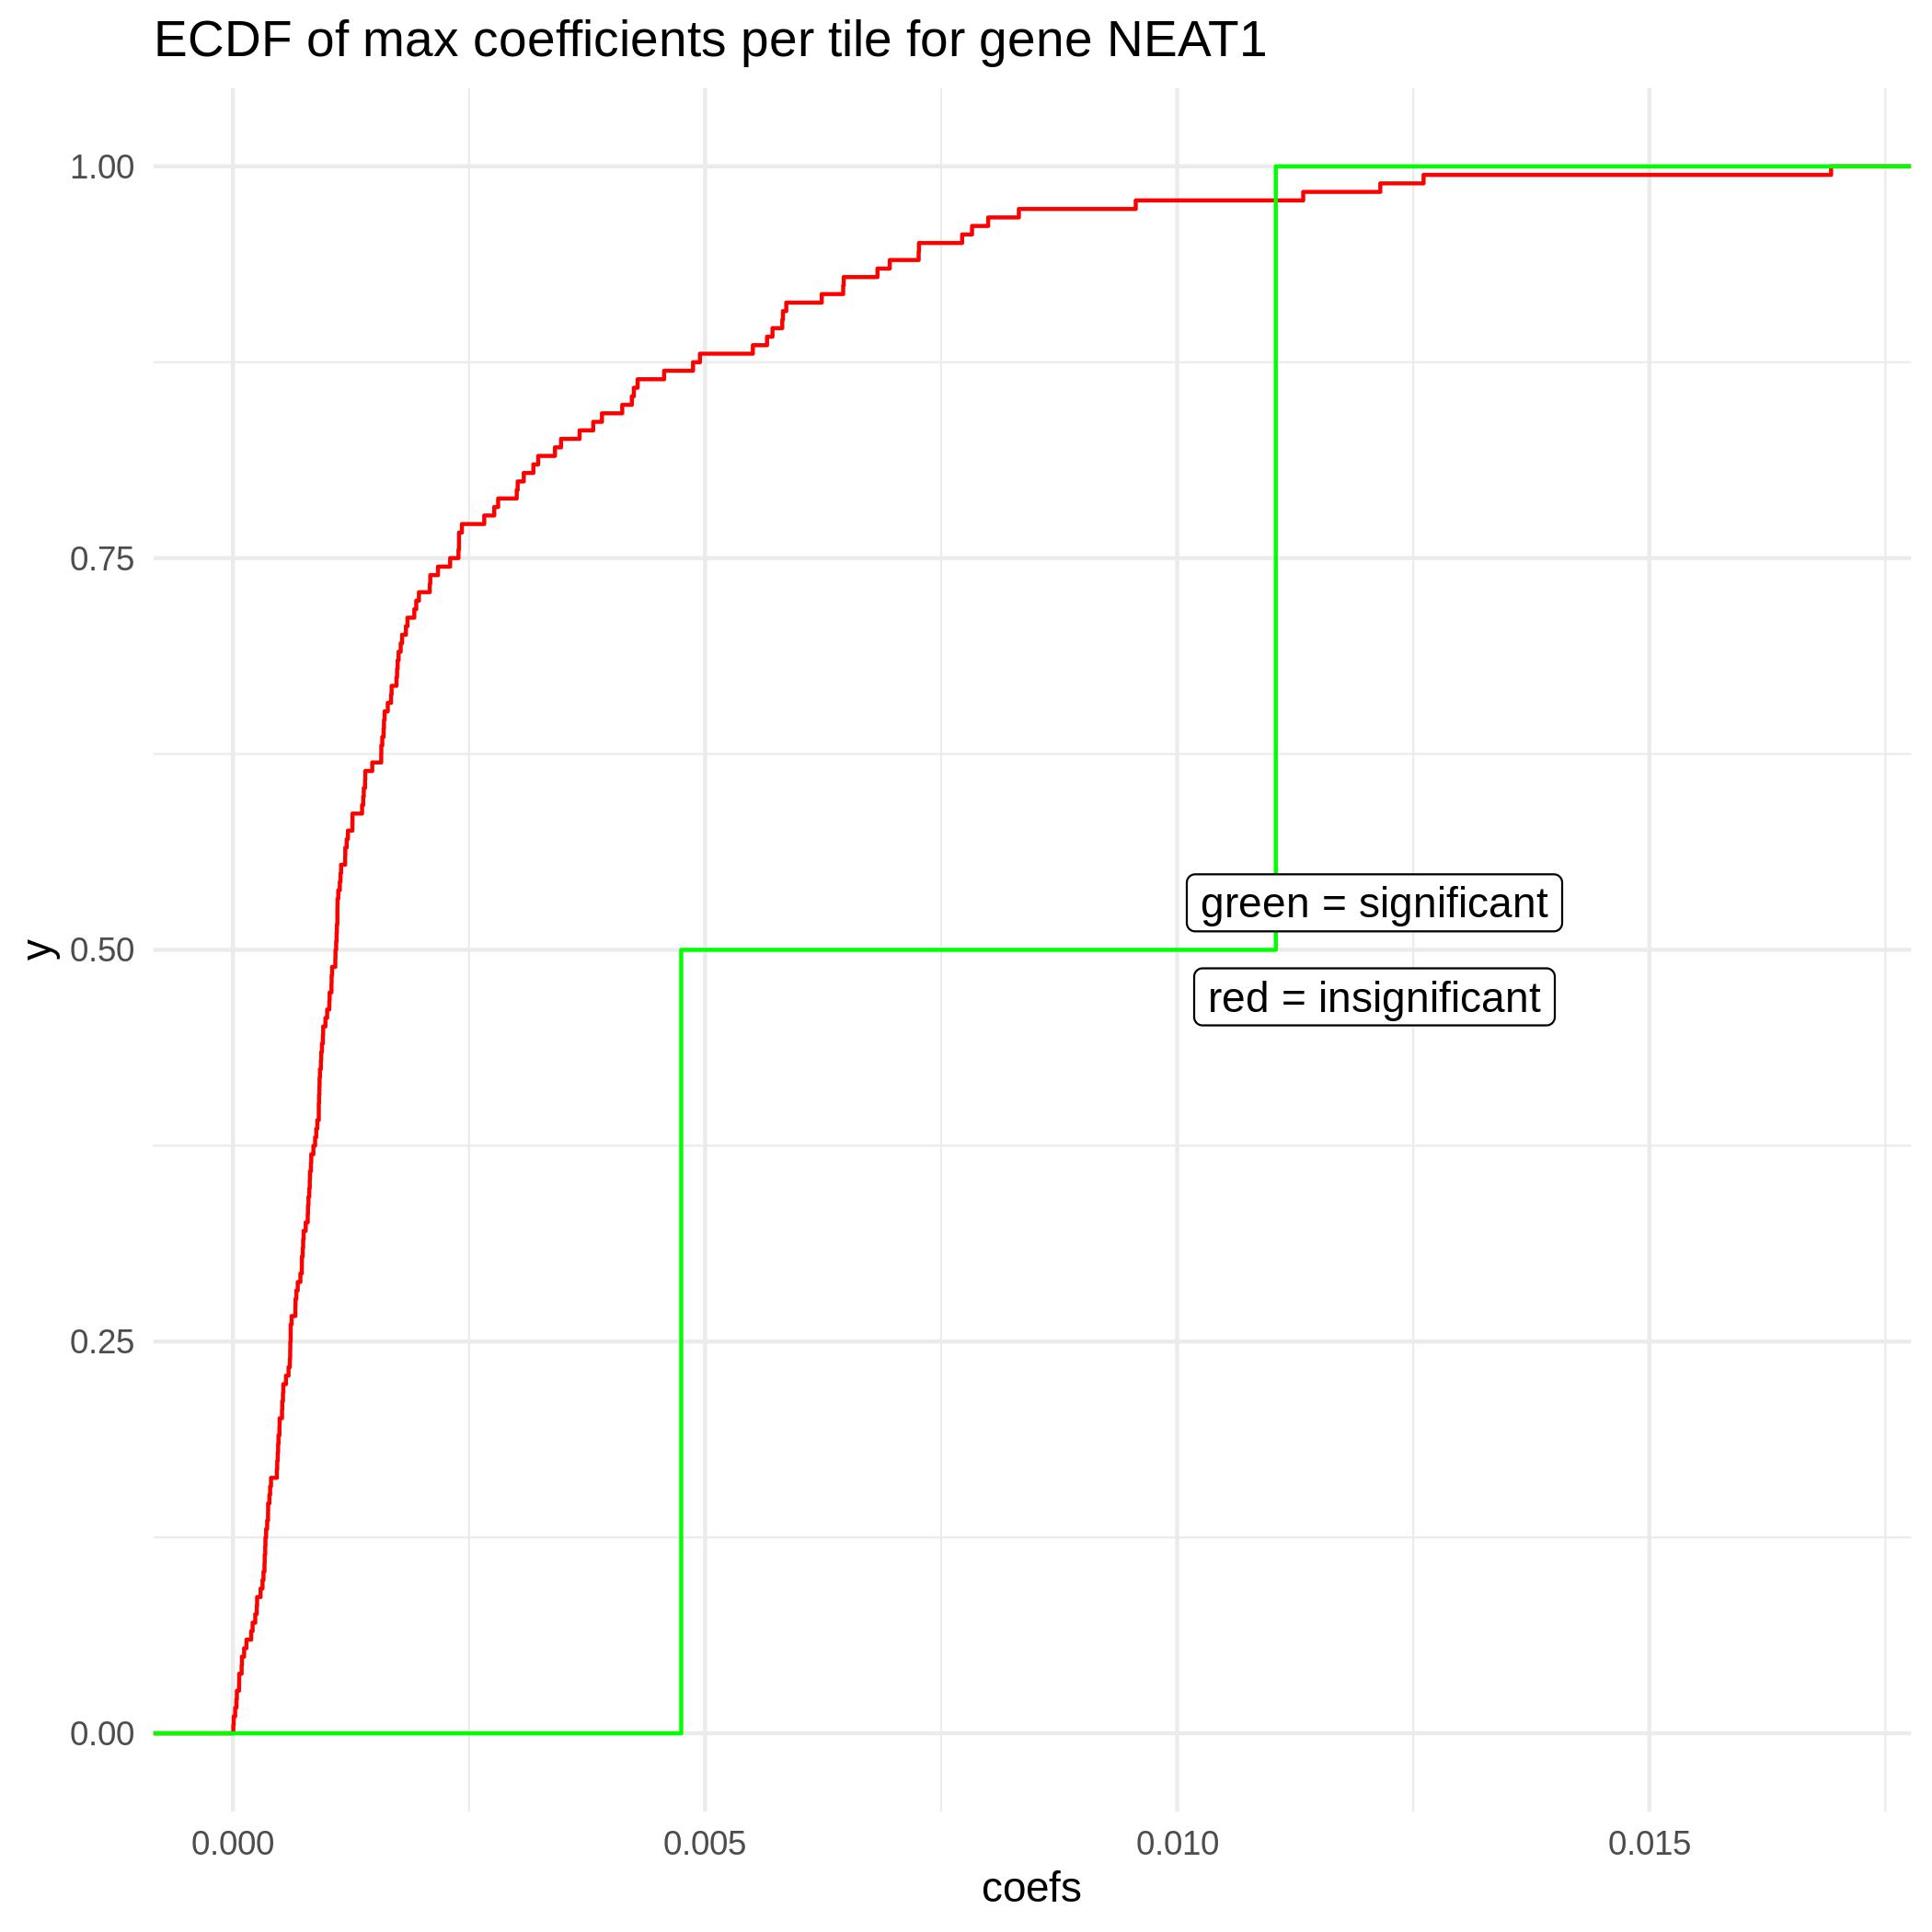 ECDF of max coefficients per tile for gene NEAT1
1.00
0.75
0.50
0.25
0.00
y
green = significant
red = insignificant
0.000 0.005 0.010 0.015
coefs